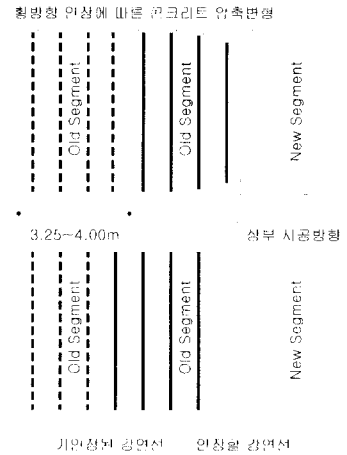 횡방향 인장에 따른 콘크리트 압축변형
Old Segment
Old Segment
New Segment
3.25~4.00m
상부 시공방향
Old Segment
Old Segment
New Segment
기인장된 강연선
인장할 강연선